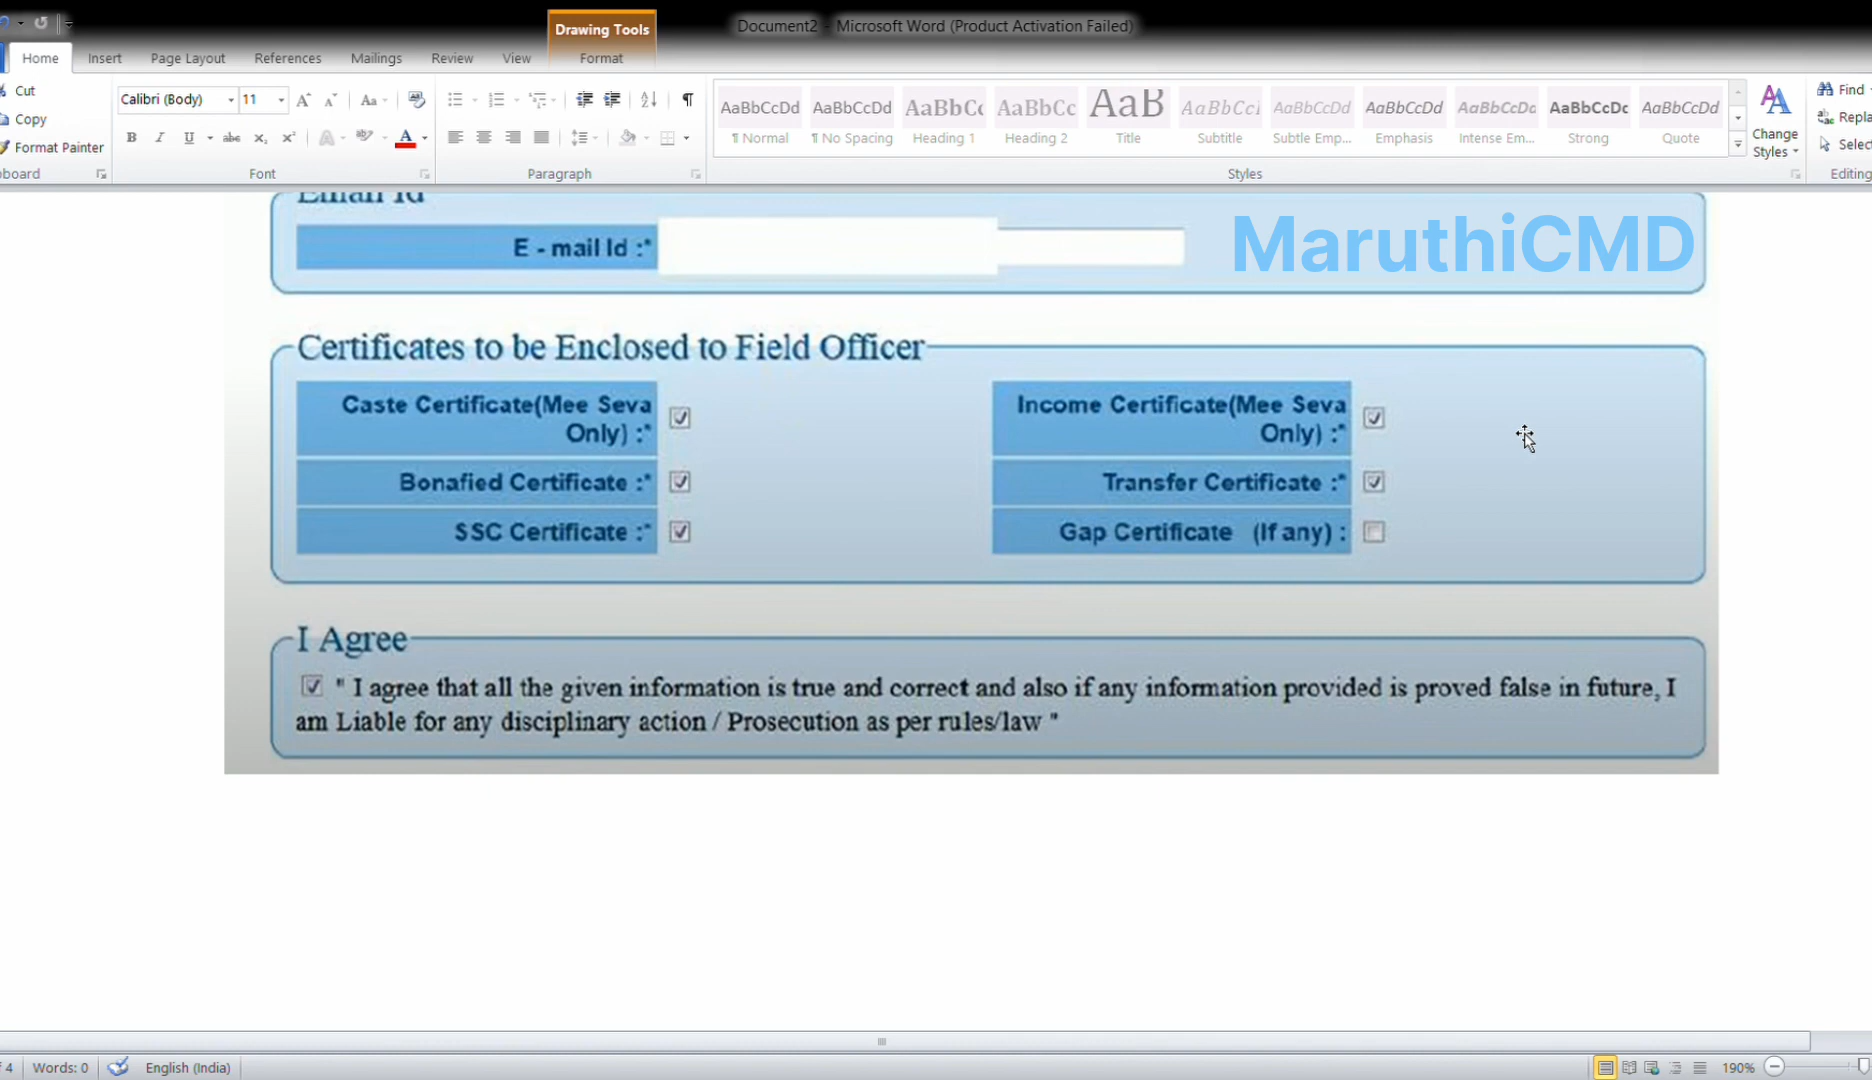 Drawing Tools
Document2 - Microsoft Word (Product Activation Failed)
Home Insert Page Layout References Mailings Review View Format
Cut
Copy
Format Painter
board
Calibri (Body) 11
Font
Paragraph
AaBbCcDd AaBbCcDd AaBbCc AaBbCc AaB AaBbCcI AaBbCcDd AaBbCcDd AaBbCcDd AaBbCcDc AaBbCcDd
¶ Normal ¶ No Spacing Heading 1 Heading 2 Title Subtitle Subtle Emp... Emphasis Intense Em... Strong Quote
Styles
Change
Styles
Find
Repla
Select
Editing
Email Id
E - mail Id :*
MaruthiCMD
Certificates to be Enclosed to Field Officer
Caste Certificate(Mee Seva
Only) :*
Income Certificate(Mee Seva
Only) :*
Bonafied Certificate :*
Transfer Certificate :*
SSC Certificate :*
Gap Certificate (If any) :
I Agree
" I agree that all the given information is true and correct and also if any information provided is proved false in future, I
am Liable for any disciplinary action / Prosecution as per rules/law "
f 4 Words: 0 English (India) 190%